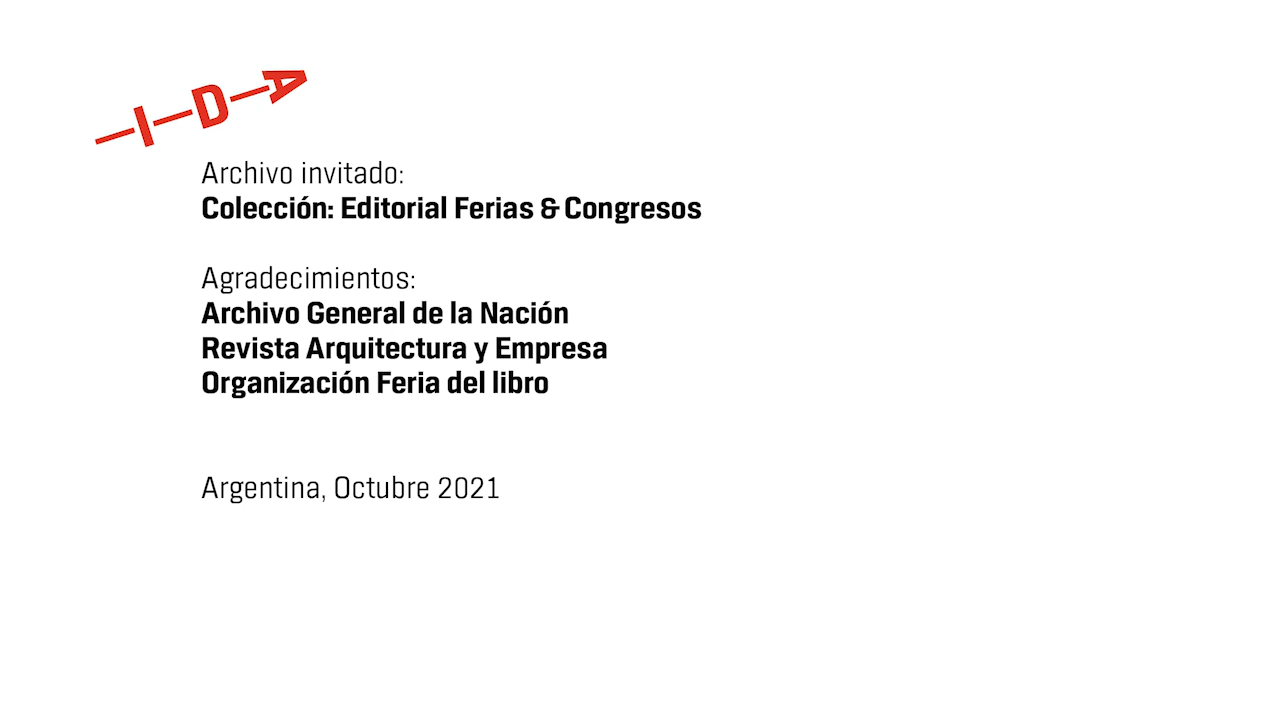 IDA
Archivo invitado:
Colección: Editorial Ferias & Congresos
Agradecimientos:
Archivo General de la Nación
Revista Arquitectura y Empresa
Organización Feria del libro
Argentina, Octubre 2021